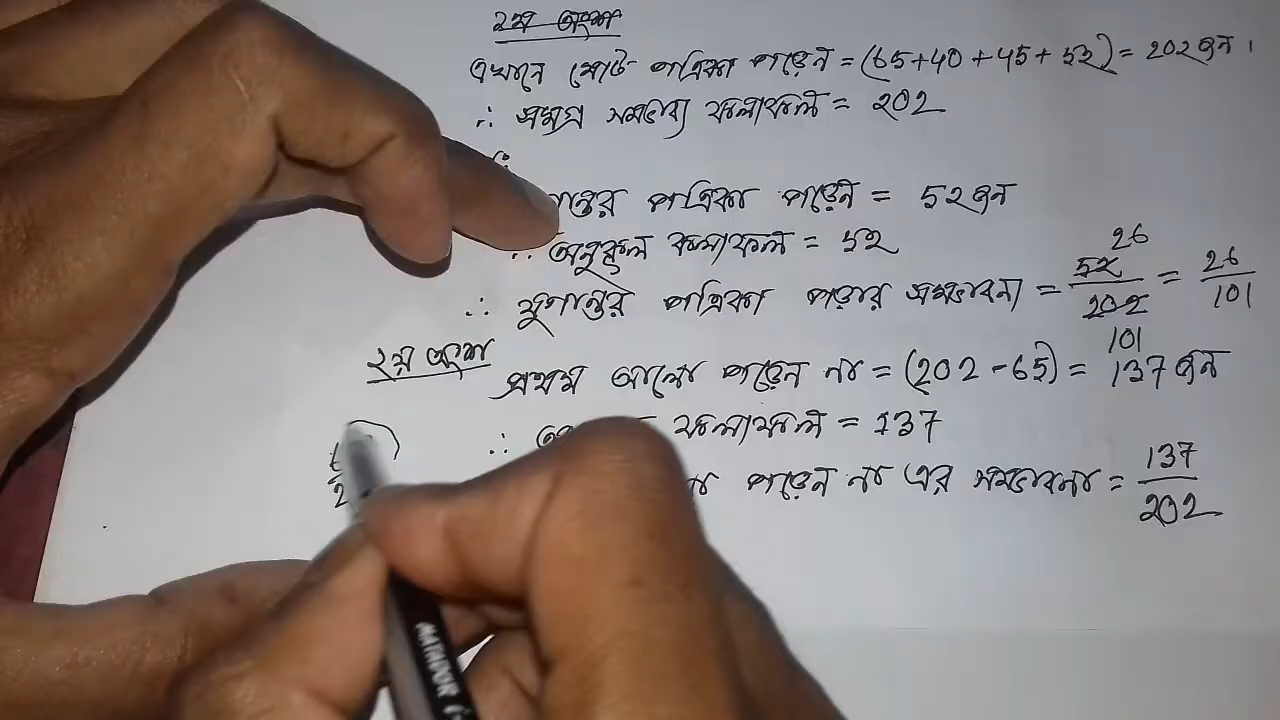 ১ম অংশ
এখানে মোট পত্রিকা পড়েন = (65+40+45+52) = 202 জন।
∴ সমগ্র সম্ভাব্য ফলাফল = 202
পত্রিকা পড়েন = 52 জন
∴ অনুকূল ফলাফল = 52
∴ যুগান্তর পত্রিকা পড়ার সম্ভাবনা = 52/202 = 26/101
26
101
২য় অংশ
প্রথম আলো পড়েন না = (202-65) = 137 জন
∴ ফলাফল = 137
পড়েন না এর সম্ভাবনা = 137/202
MATADOR